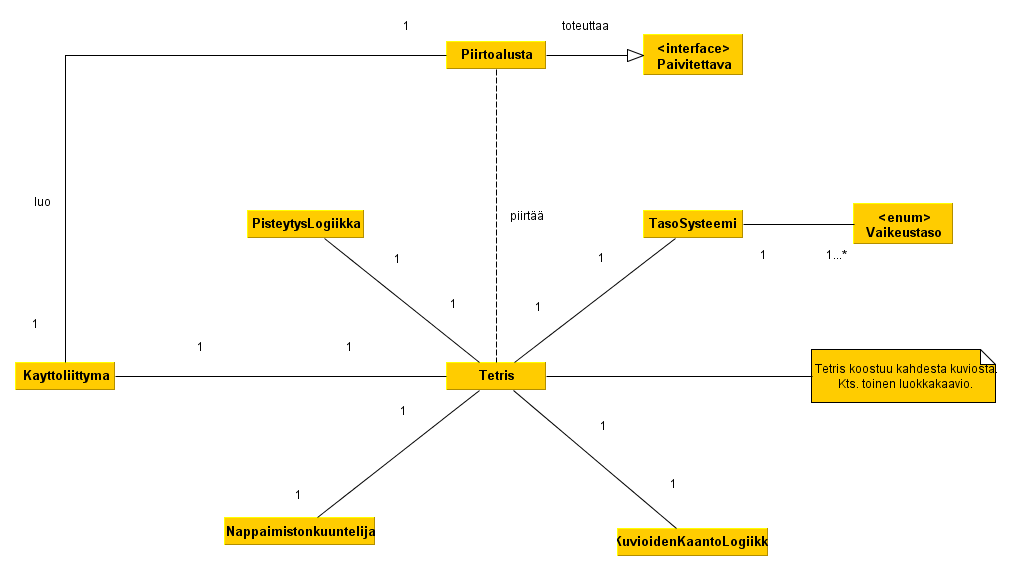 1
toteuttaa
Piirtoalusta
<interface>
Paivitettava
luo
PisteytysLogiikka
piirtää
TasoSysteemi
<enum>
Vaikeustaso
1
1
1
1...*
1
1
1
1
1
Kayttoliittyma
Tetris
Tetris koostuu kahdesta kuviosta.
Kts. toinen luokkakaavio.
1
1
1
1
Nappaimistonkuuntelija
KuvioidenKaantoLogiikk